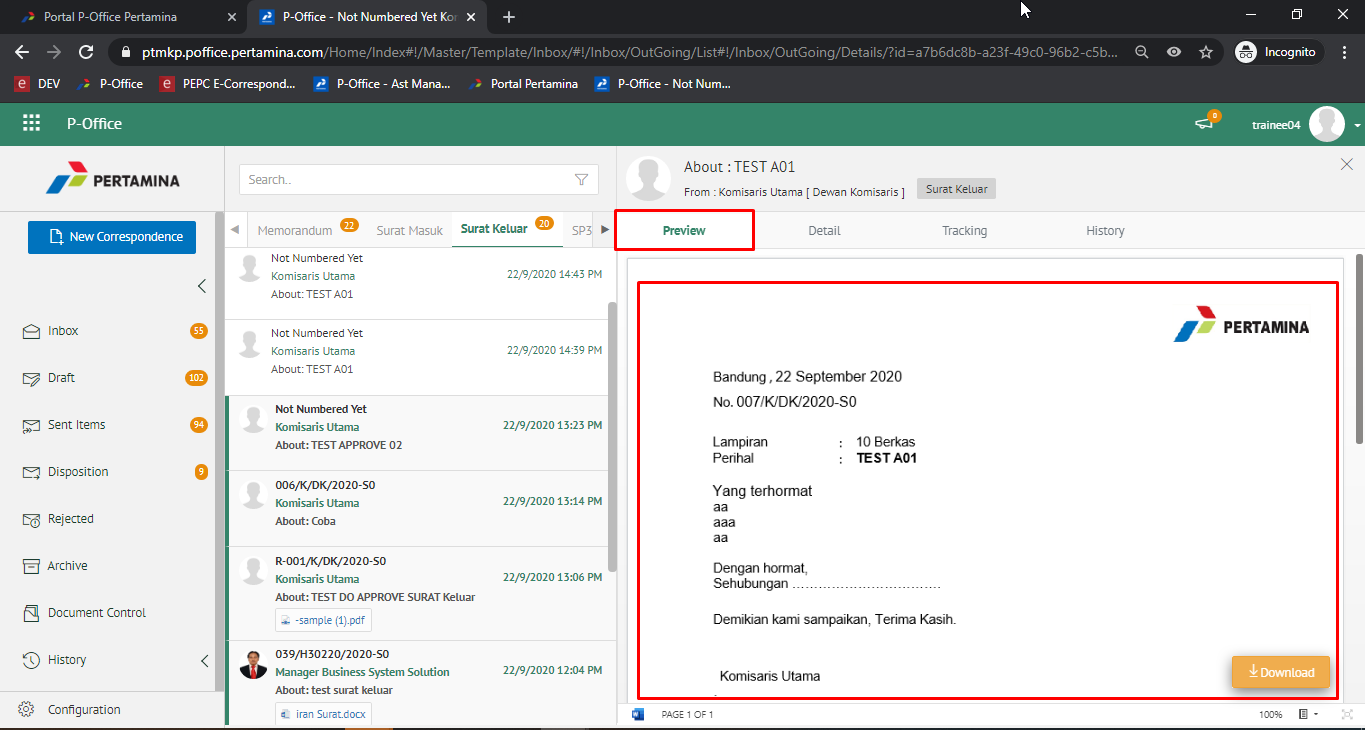 Portal P-Office Pertamina
P-Office - Not Numbered Yet Kor
ptmkp.poffice.pertamina.com/Home/Index#!/Master/Template/Inbox/#!/Inbox/OutGoing/List#!/Inbox/OutGoing/Details/?id=a7b6dc8b-a23f-49c0-96b2-c5b...
Incognito
DEV
P-Office
PEPC E-Correspond...
P-Office - Ast Mana...
Portal Pertamina
P-Office - Not Num...
P-Office
0
trainee04
PERTAMINA
New Correspondence
Inbox 55
Draft 102
Sent Items 94
Disposition 9
Rejected
Archive
Document Control
History
Configuration
Search..
Memorandum 22
Surat Masuk
Surat Keluar 20
SP3
Not Numbered Yet
Komisaris Utama 22/9/2020 14:43 PM
About: TEST A01
Not Numbered Yet
Komisaris Utama 22/9/2020 14:39 PM
About: TEST A01
Not Numbered Yet
Komisaris Utama 22/9/2020 13:23 PM
About: TEST APPROVE 02
006/K/DK/2020-S0
Komisaris Utama 22/9/2020 13:14 PM
About: Coba
R-001/K/DK/2020-S0
Komisaris Utama 22/9/2020 13:06 PM
About: TEST DO APPROVE SURAT Keluar
-sample (1).pdf
039/H30220/2020-S0
Manager Business System Solution 22/9/2020 12:04 PM
About: test surat keluar
iran Surat.docx
About : TEST A01
From : Komisaris Utama [ Dewan Komisaris ] Surat Keluar
Preview
Detail
Tracking
History
PERTAMINA
Bandung , 22 September 2020
No. 007/K/DK/2020-S0
Lampiran : 10 Berkas
Perihal : TEST A01
Yang terhormat
aa
aaa
aa
Dengan hormat,
Sehubungan ……………………………
Demikian kami sampaikan, Terima Kasih.
Komisaris Utama
Download
PAGE 1 OF 1
100%